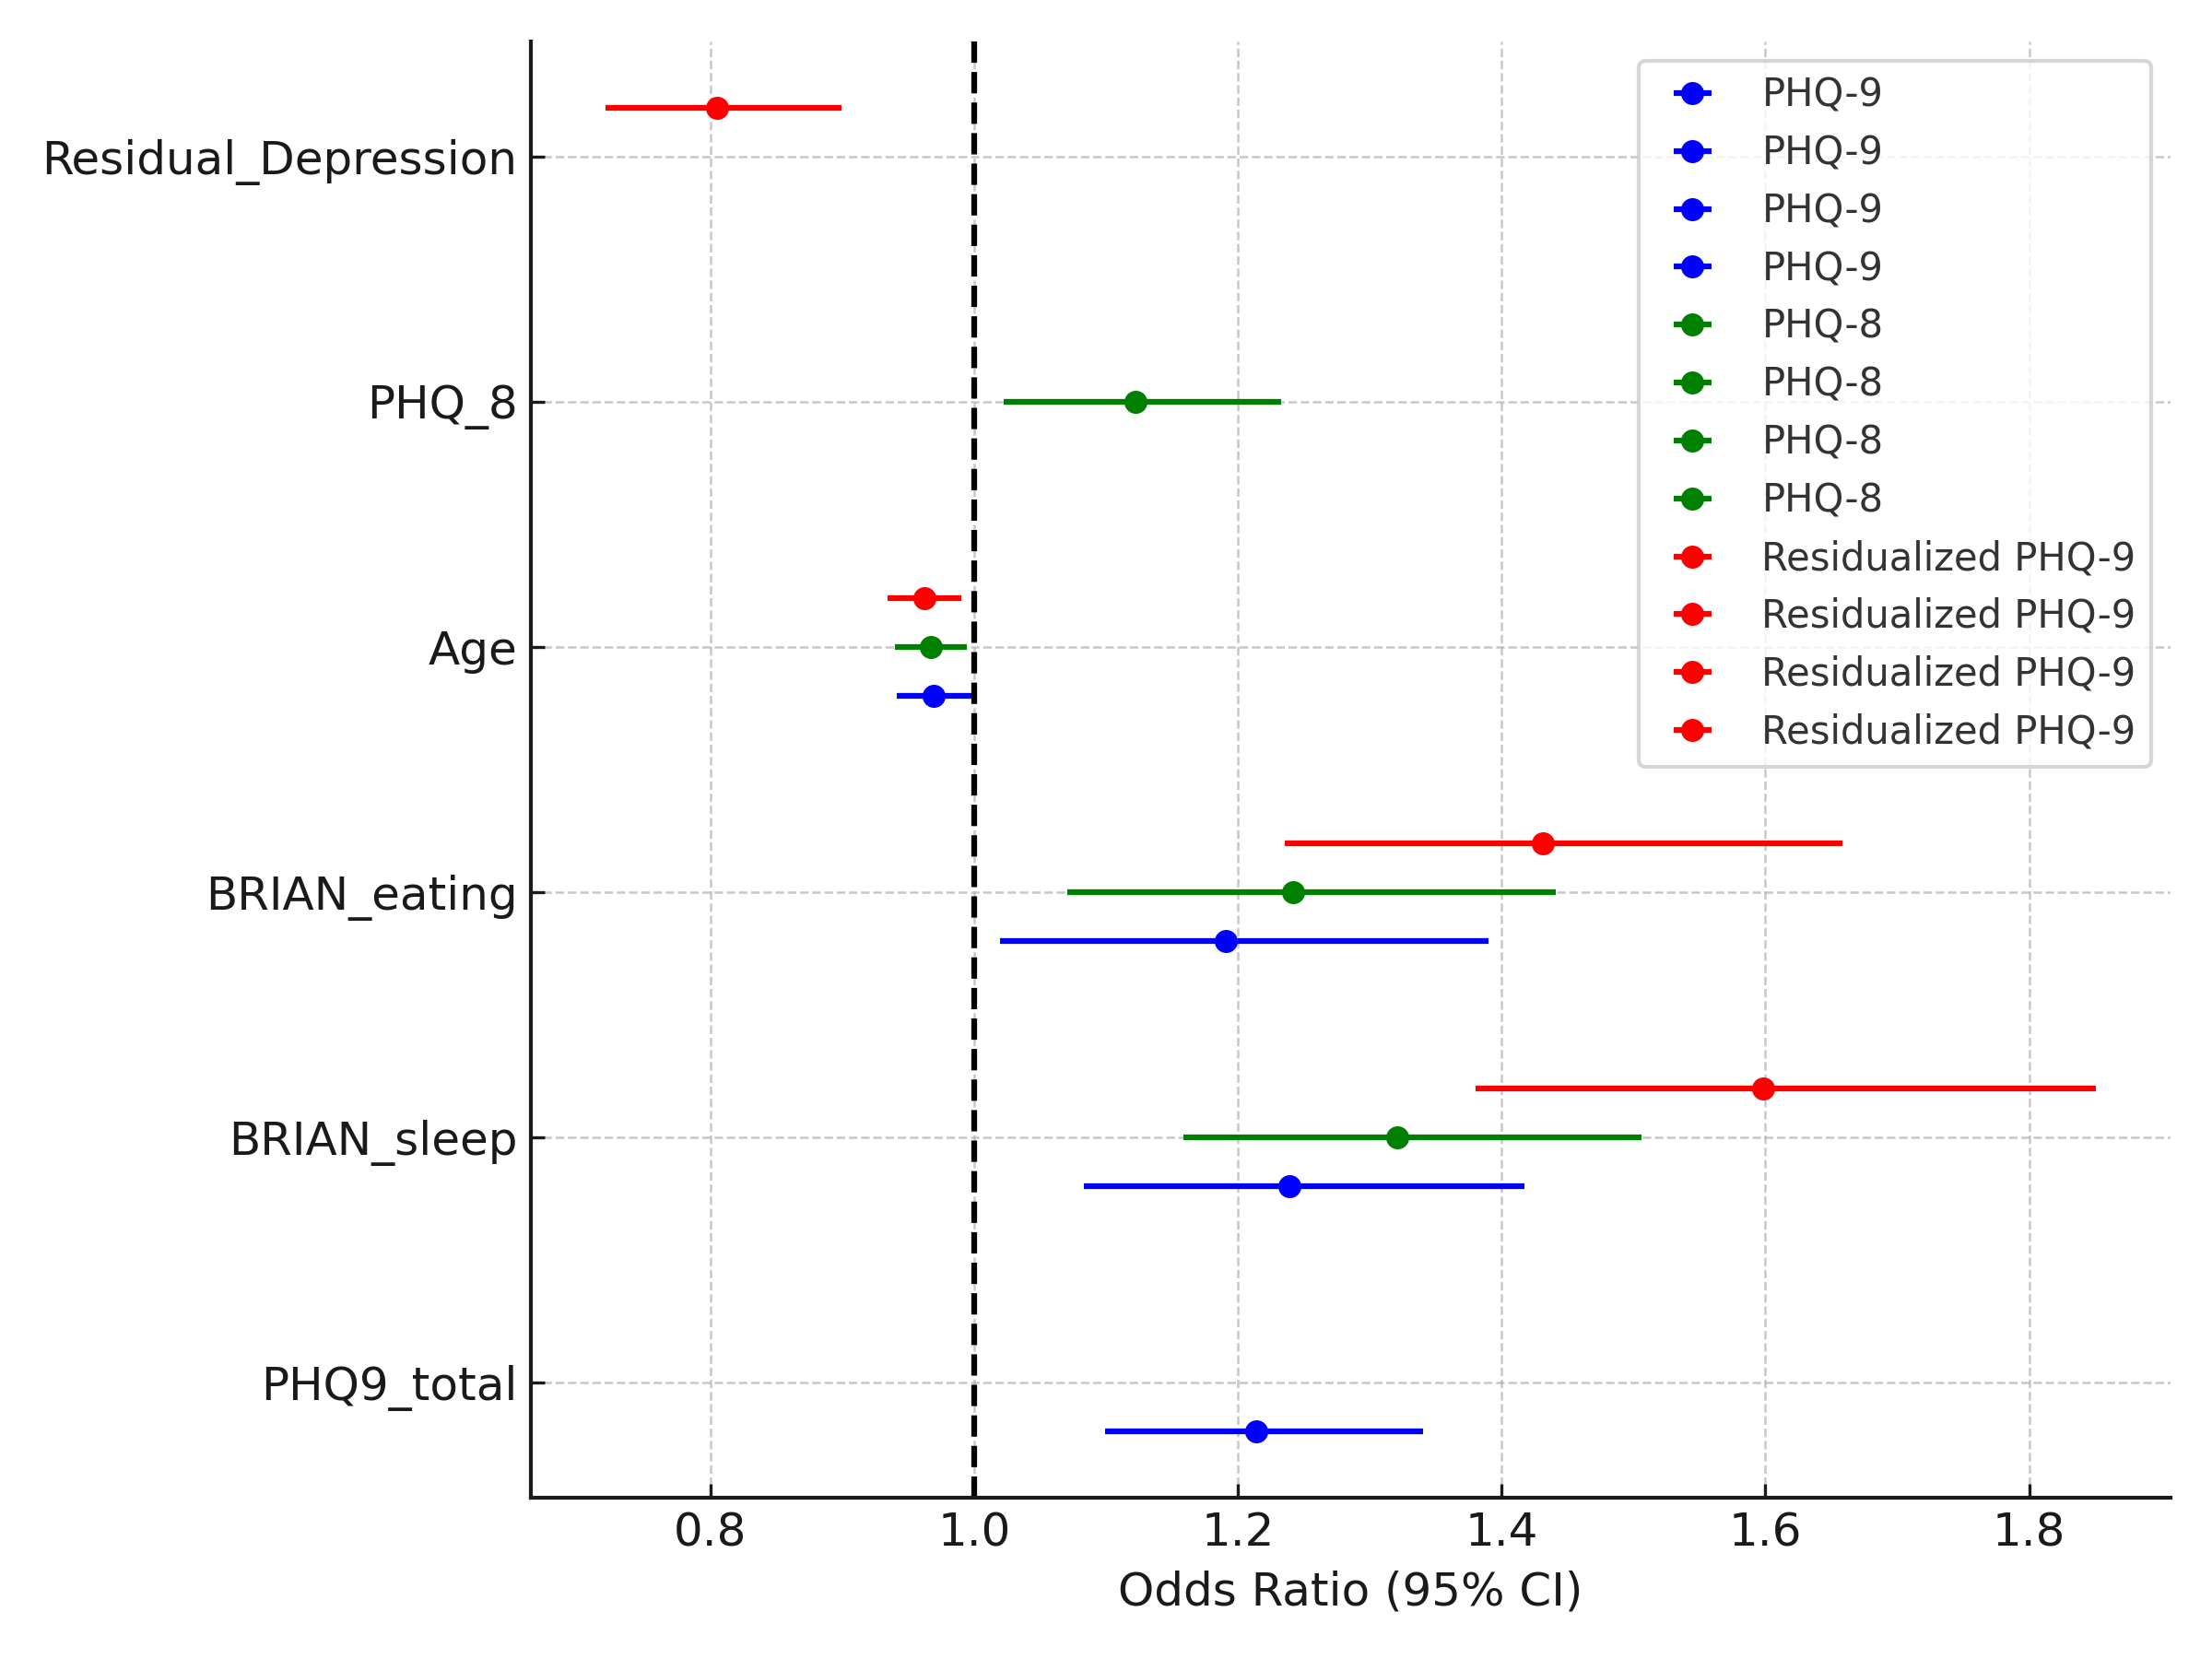 Residual_Depression
PHQ_8
Age
BRIAN_eating
BRIAN_sleep
PHQ9_total
PHQ-9
PHQ-9
PHQ-9
PHQ-9
PHQ-8
PHQ-8
PHQ-8
PHQ-8
Residualized PHQ-9
Residualized PHQ-9
Residualized PHQ-9
Residualized PHQ-9
0.8 1.0 1.2 1.4 1.6 1.8
Odds Ratio (95% CI)